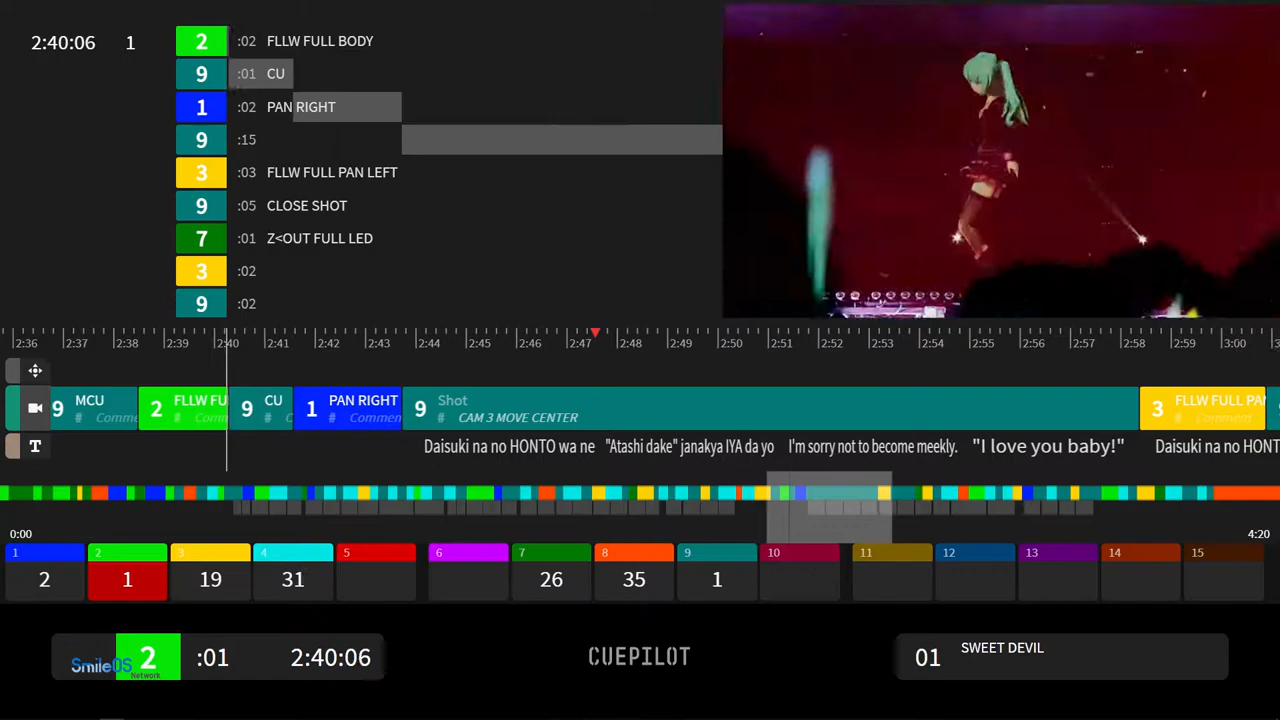 2:40:06 1 2 :02 FLLW FULL BODY
9 :01 CU
1 :02 PAN RIGHT
9 :15
3 :03 FLLW FULL PAN LEFT
9 :05 CLOSE SHOT
7 :01 Z<OUT FULL LED
3 :02
9 :02
2:36 2:37 2:38 2:39 2:40 2:41 2:42 2:43 2:44 2:45 2:46 2:47 2:48 2:49 2:50 2:51 2:52 2:53 2:54 2:55 2:56 2:57 2:58 2:59 3:00
9 MCU 2 FLLW FU 9 CU 1 PAN RIGHT 9 Shot 3 FLLW FULL PAN
# Comme # Comm # C # Commen # CAM 3 MOVE CENTER # Comment
T Daisuki na no HONTO wa ne "Atashi dake" janakya IYA da yo I'm sorry not to become meekly. "I love you baby!" Daisuki na no HONT
0:00 4:20
1 2 3 4 5 6 7 8 9 10 11 12 13 14 15
2 1 19 31 26 35 1
SmileOS Network 2 :01 2:40:06 CUEPILOT 01 SWEET DEVIL